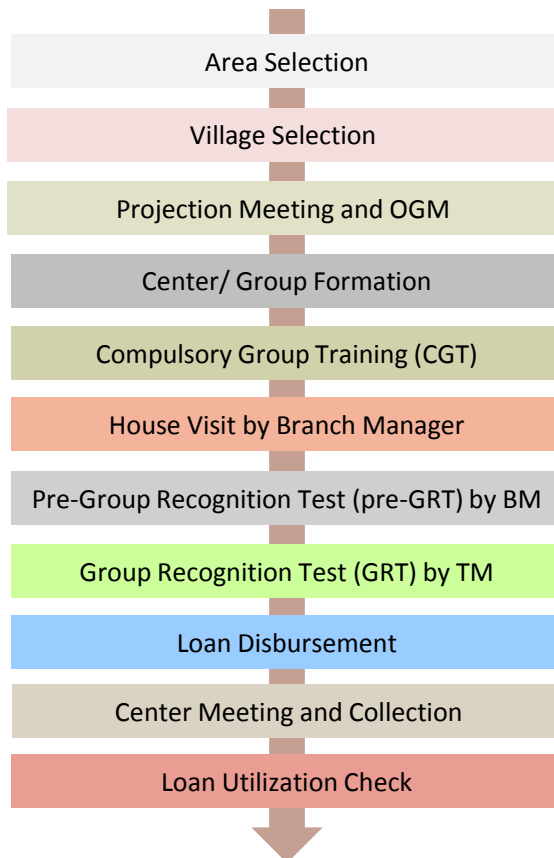 Area Selection
Village Selection
Projection Meeting and OGM
Center/ Group Formation
Compulsory Group Training (CGT)
House Visit by Branch Manager
Pre-Group Recognition Test (pre-GRT) by BM
Group Recognition Test (GRT) by TM
Loan Disbursement
Center Meeting and Collection
Loan Utilization Check